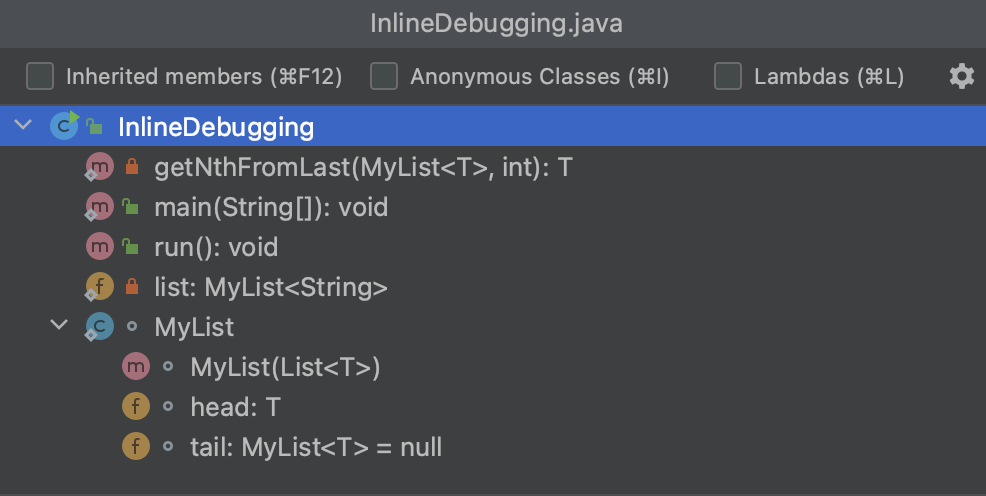 InlineDebugging.java
Inherited members (⌘F12) Anonymous Classes (⌘I) Lambdas (⌘L)
C InlineDebugging
m getNthFromLast(MyList<T>, int): T
m main(String[]): void
m run(): void
f list: MyList<String>
C MyList
m MyList(List<T>)
f head: T
f tail: MyList<T> = null